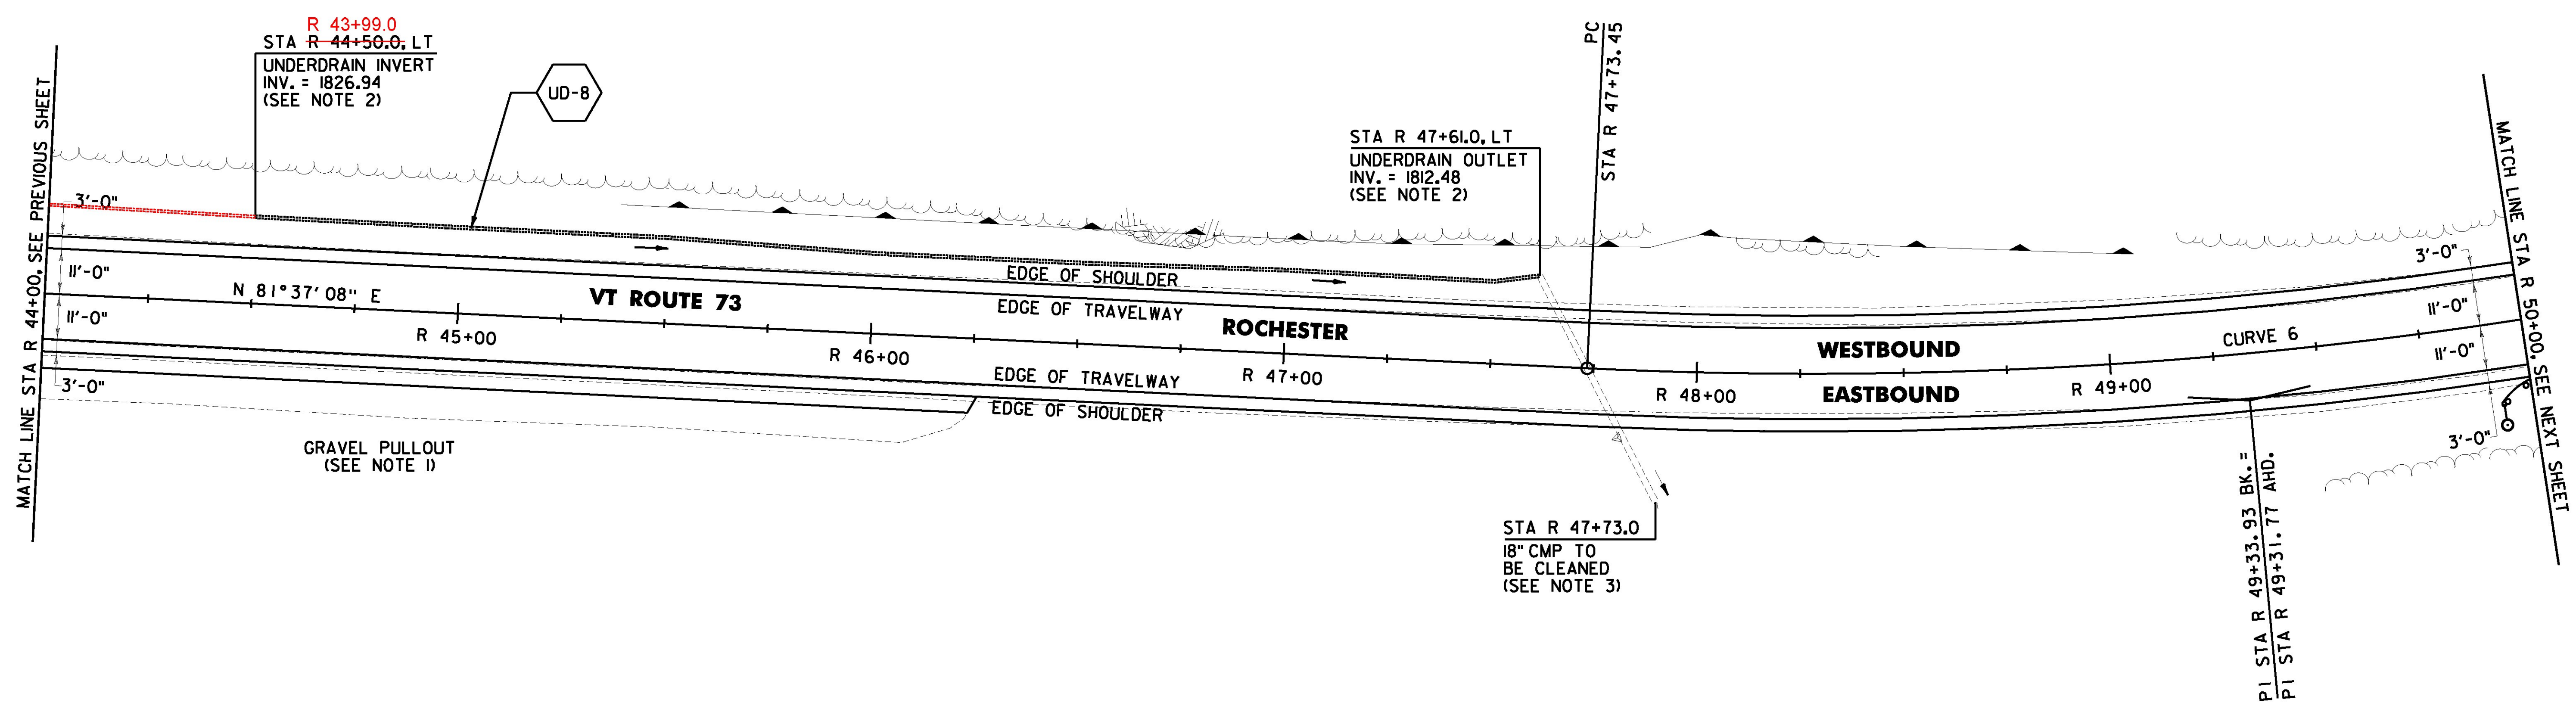 R 43+99.0
STA R 44+50.0, LT
UNDERDRAIN INVERT
INV. = 1826.94
(SEE NOTE 2)
UD-8
STA R 47+61.0, LT
UNDERDRAIN OUTLET
INV. = 1812.48
(SEE NOTE 2)
PC
STA R 47+73.45
MATCH LINE STA R 44+00, SEE PREVIOUS SHEET
3'-0"
11'-0"
11'-0"
3'-0"
N 81°37'08" E
VT ROUTE 73
EDGE OF SHOULDER
EDGE OF TRAVELWAY
ROCHESTER
R 45+00
R 46+00
R 47+00
R 48+00
R 49+00
WESTBOUND
EASTBOUND
CURVE 6
EDGE OF TRAVELWAY
EDGE OF SHOULDER
GRAVEL PULLOUT
(SEE NOTE 1)
STA R 47+73.0
18" CMP TO
BE CLEANED
(SEE NOTE 3)
3'-0"
11'-0"
11'-0"
3'-0"
MATCH LINE STA R 50+00, SEE NEXT SHEET
PI STA R 49+33.93 BK.=
PI STA R 49+31.77 AHD.